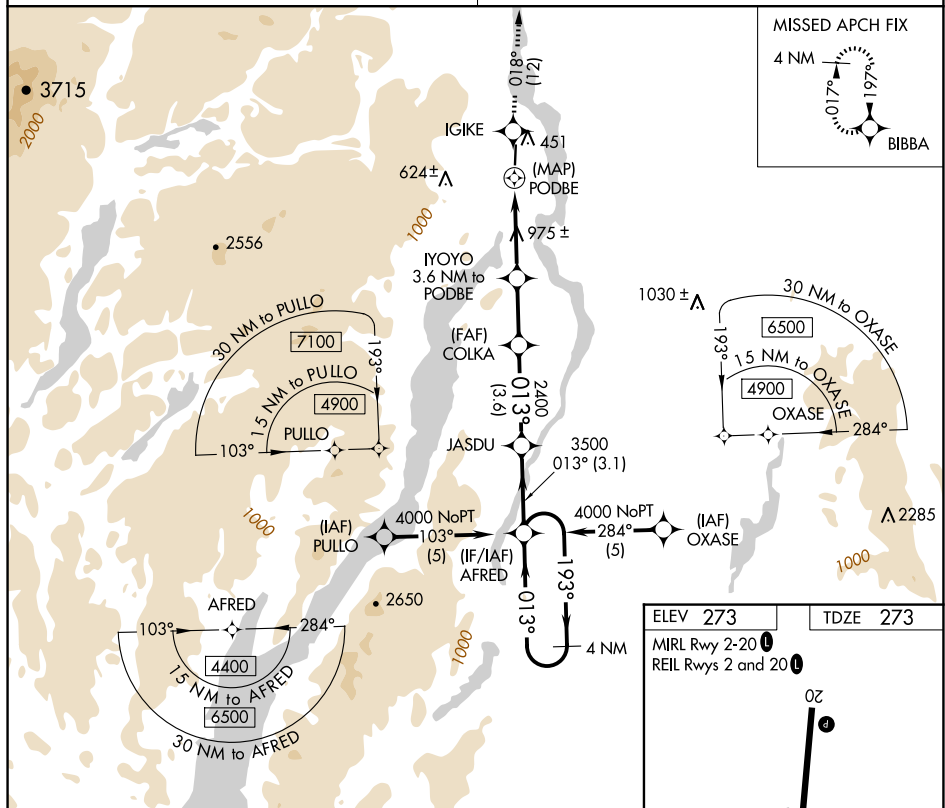 MISSED APCH FIX
4 NM
017°
197°
BIBBA
3715
2000
018°
(12)
IGIKE
451
(MAP)
PODBE
624±
1000
2556
975±
IYOYO
3.6 NM to
PODBE
1030±
30 NM to PULLO
7100
193°
15 NM to PULLO
4900
PULLO
103°
(FAF)
COLKA
2400
013°
(3.6)
30 NM to OXASE
6500
193°
15 NM to OXASE
4900
OXASE
284°
JASDU
3500
013° (3.1)
1000
(IAF)
PULLO
4000 NoPT
103°
(5)
(IF/IAF)
AFRED
4000 NoPT
284°
(5)
(IAF)
OXASE
2285
1000
193°
013°
4 NM
2650
1000
AFRED
103°
284°
4400
15 NM to AFRED
6500
30 NM to AFRED
ELEV 273
TDZE 273
MIRL Rwy 2-20 L
REIL Rwys 2 and 20 L
20
P